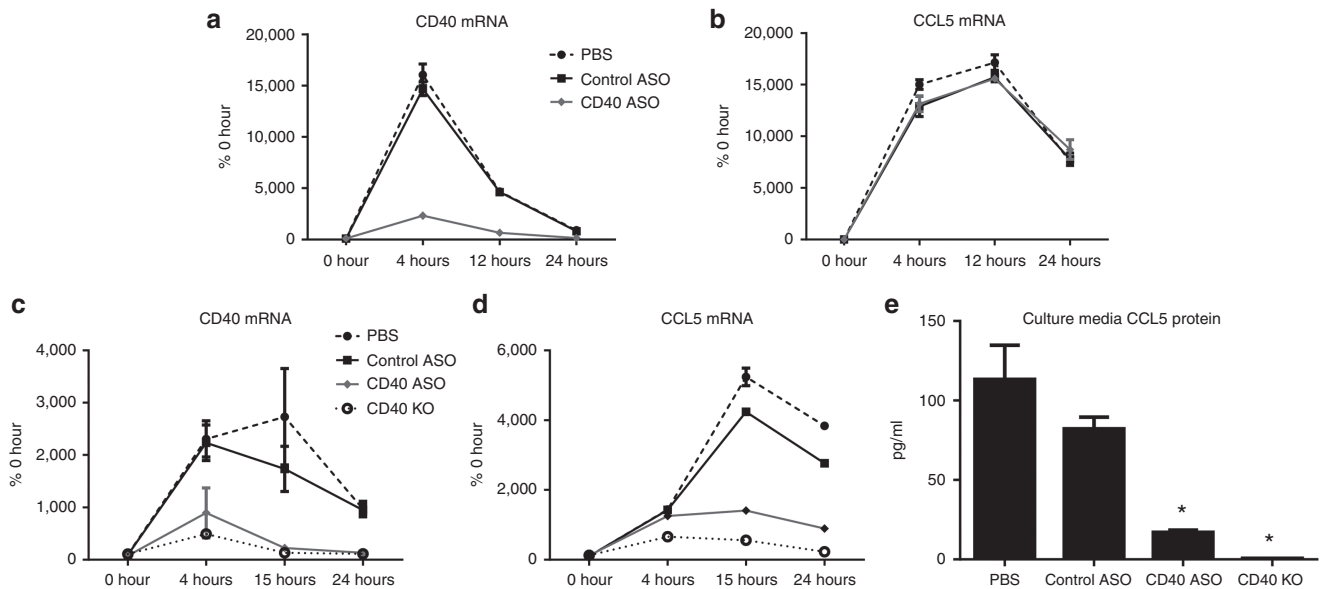 a
CD40 mRNA
20,000
15,000
10,000
5,000
0
% 0 hour
0 hour
4 hours
12 hours
24 hours
PBS
Control ASO
CD40 ASO
b
CCL5 mRNA
20,000
15,000
10,000
5,000
0
% 0 hour
0 hour
4 hours
12 hours
24 hours
c
CD40 mRNA
4,000
3,000
2,000
1,000
0
% 0 hour
0 hour
4 hours
15 hours
24 hours
PBS
Control ASO
CD40 ASO
CD40 KO
d
CCL5 mRNA
6,000
4,000
2,000
0
% 0 hour
0 hour
4 hours
15 hours
24 hours
e
Culture media CCL5 protein
150
100
50
0
pg/ml
*
*
PBS
Control ASO
CD40 ASO
CD40 KO